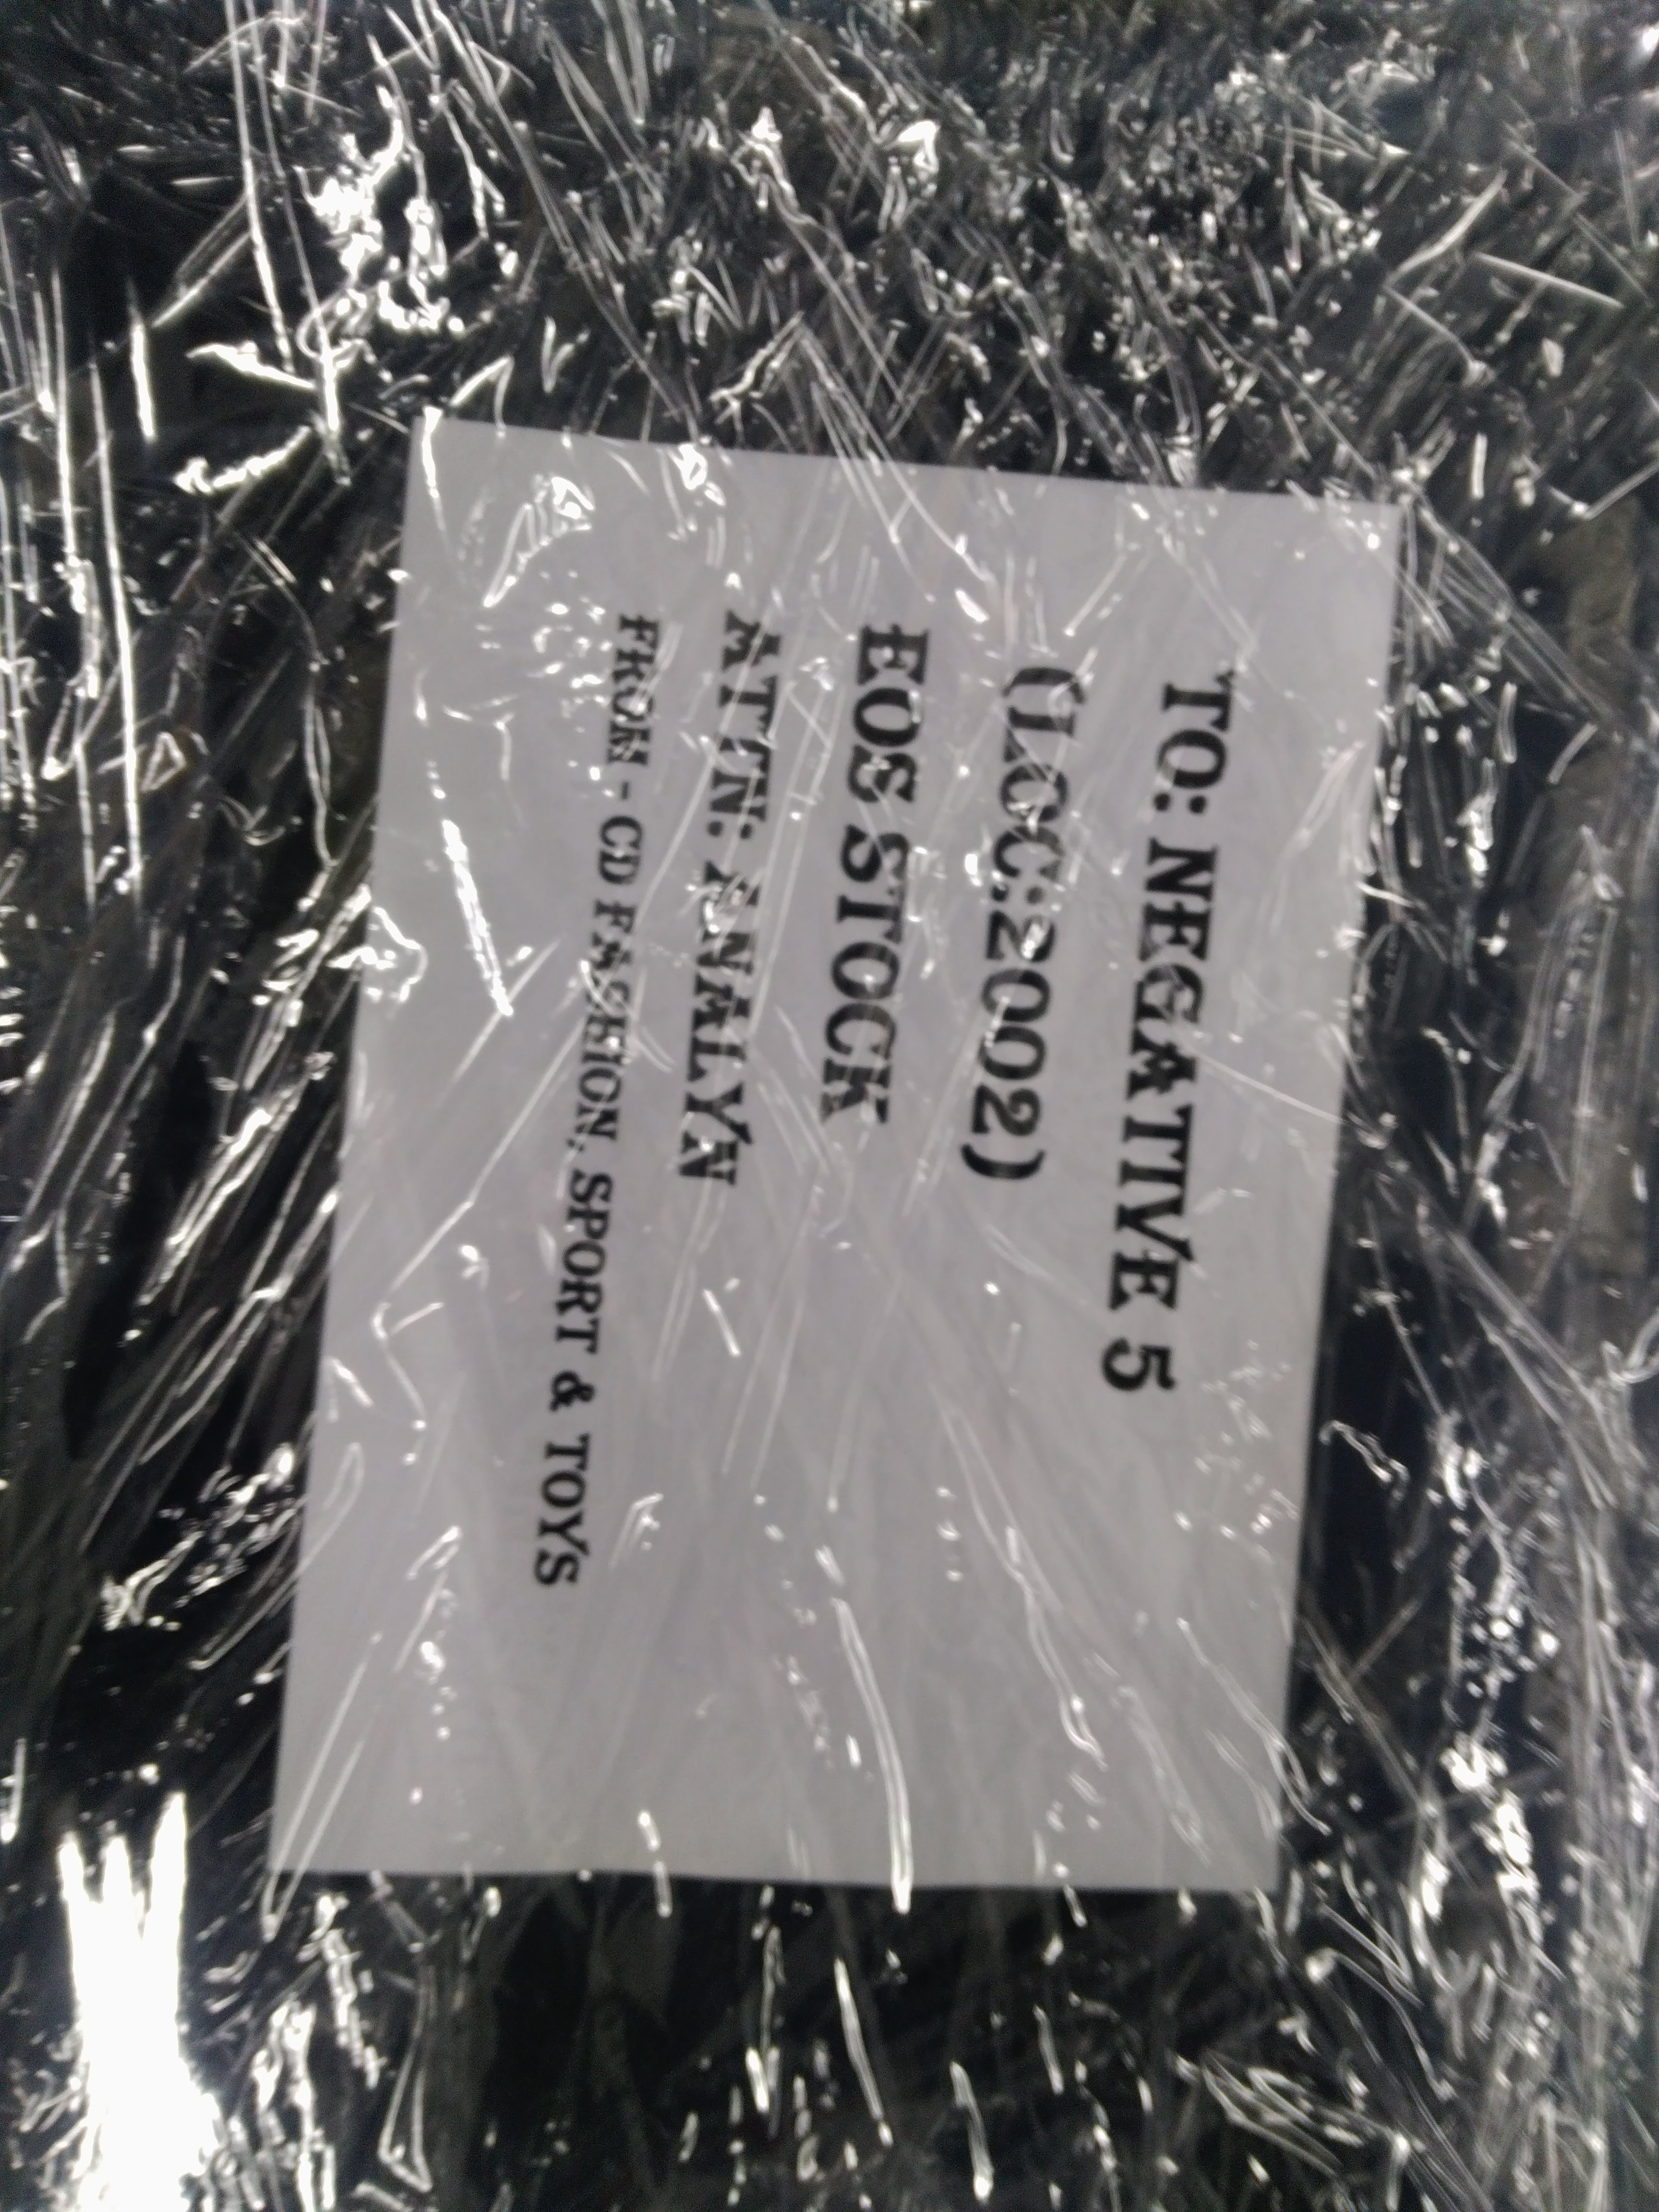 TO: NEGATIVE 5
(LOC:2002)
EOS STOCK
ATTN: ANALYN
FROM - CD FASHION, SPORT & TOYS